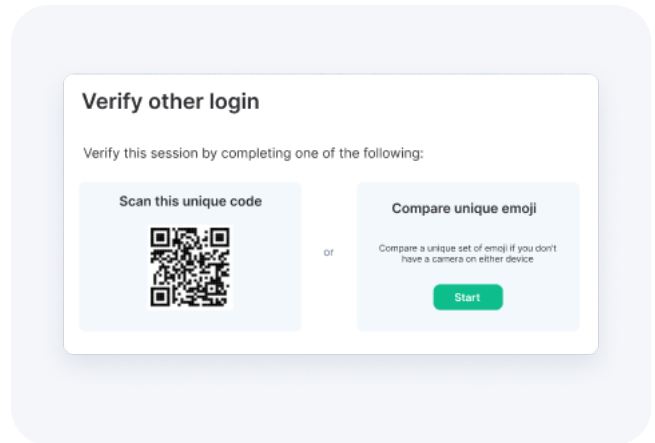 Verify other login
Verify this session by completing one of the following:
Scan this unique code
or
Compare unique emoji
Compare a unique set of emoji if you don't
have a camera on either device
Start